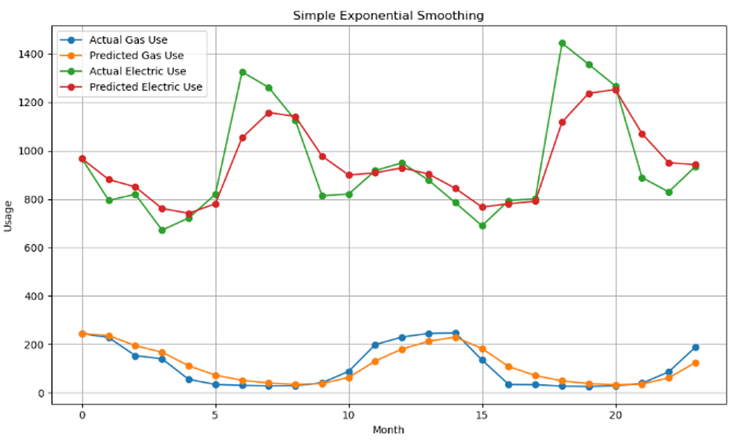 Simple Exponential Smoothing
Actual Gas Use
Predicted Gas Use
Actual Electric Use
Predicted Electric Use
1400
1200
1000
800
600
400
200
0
Usage
0 5 10 15 20
Month